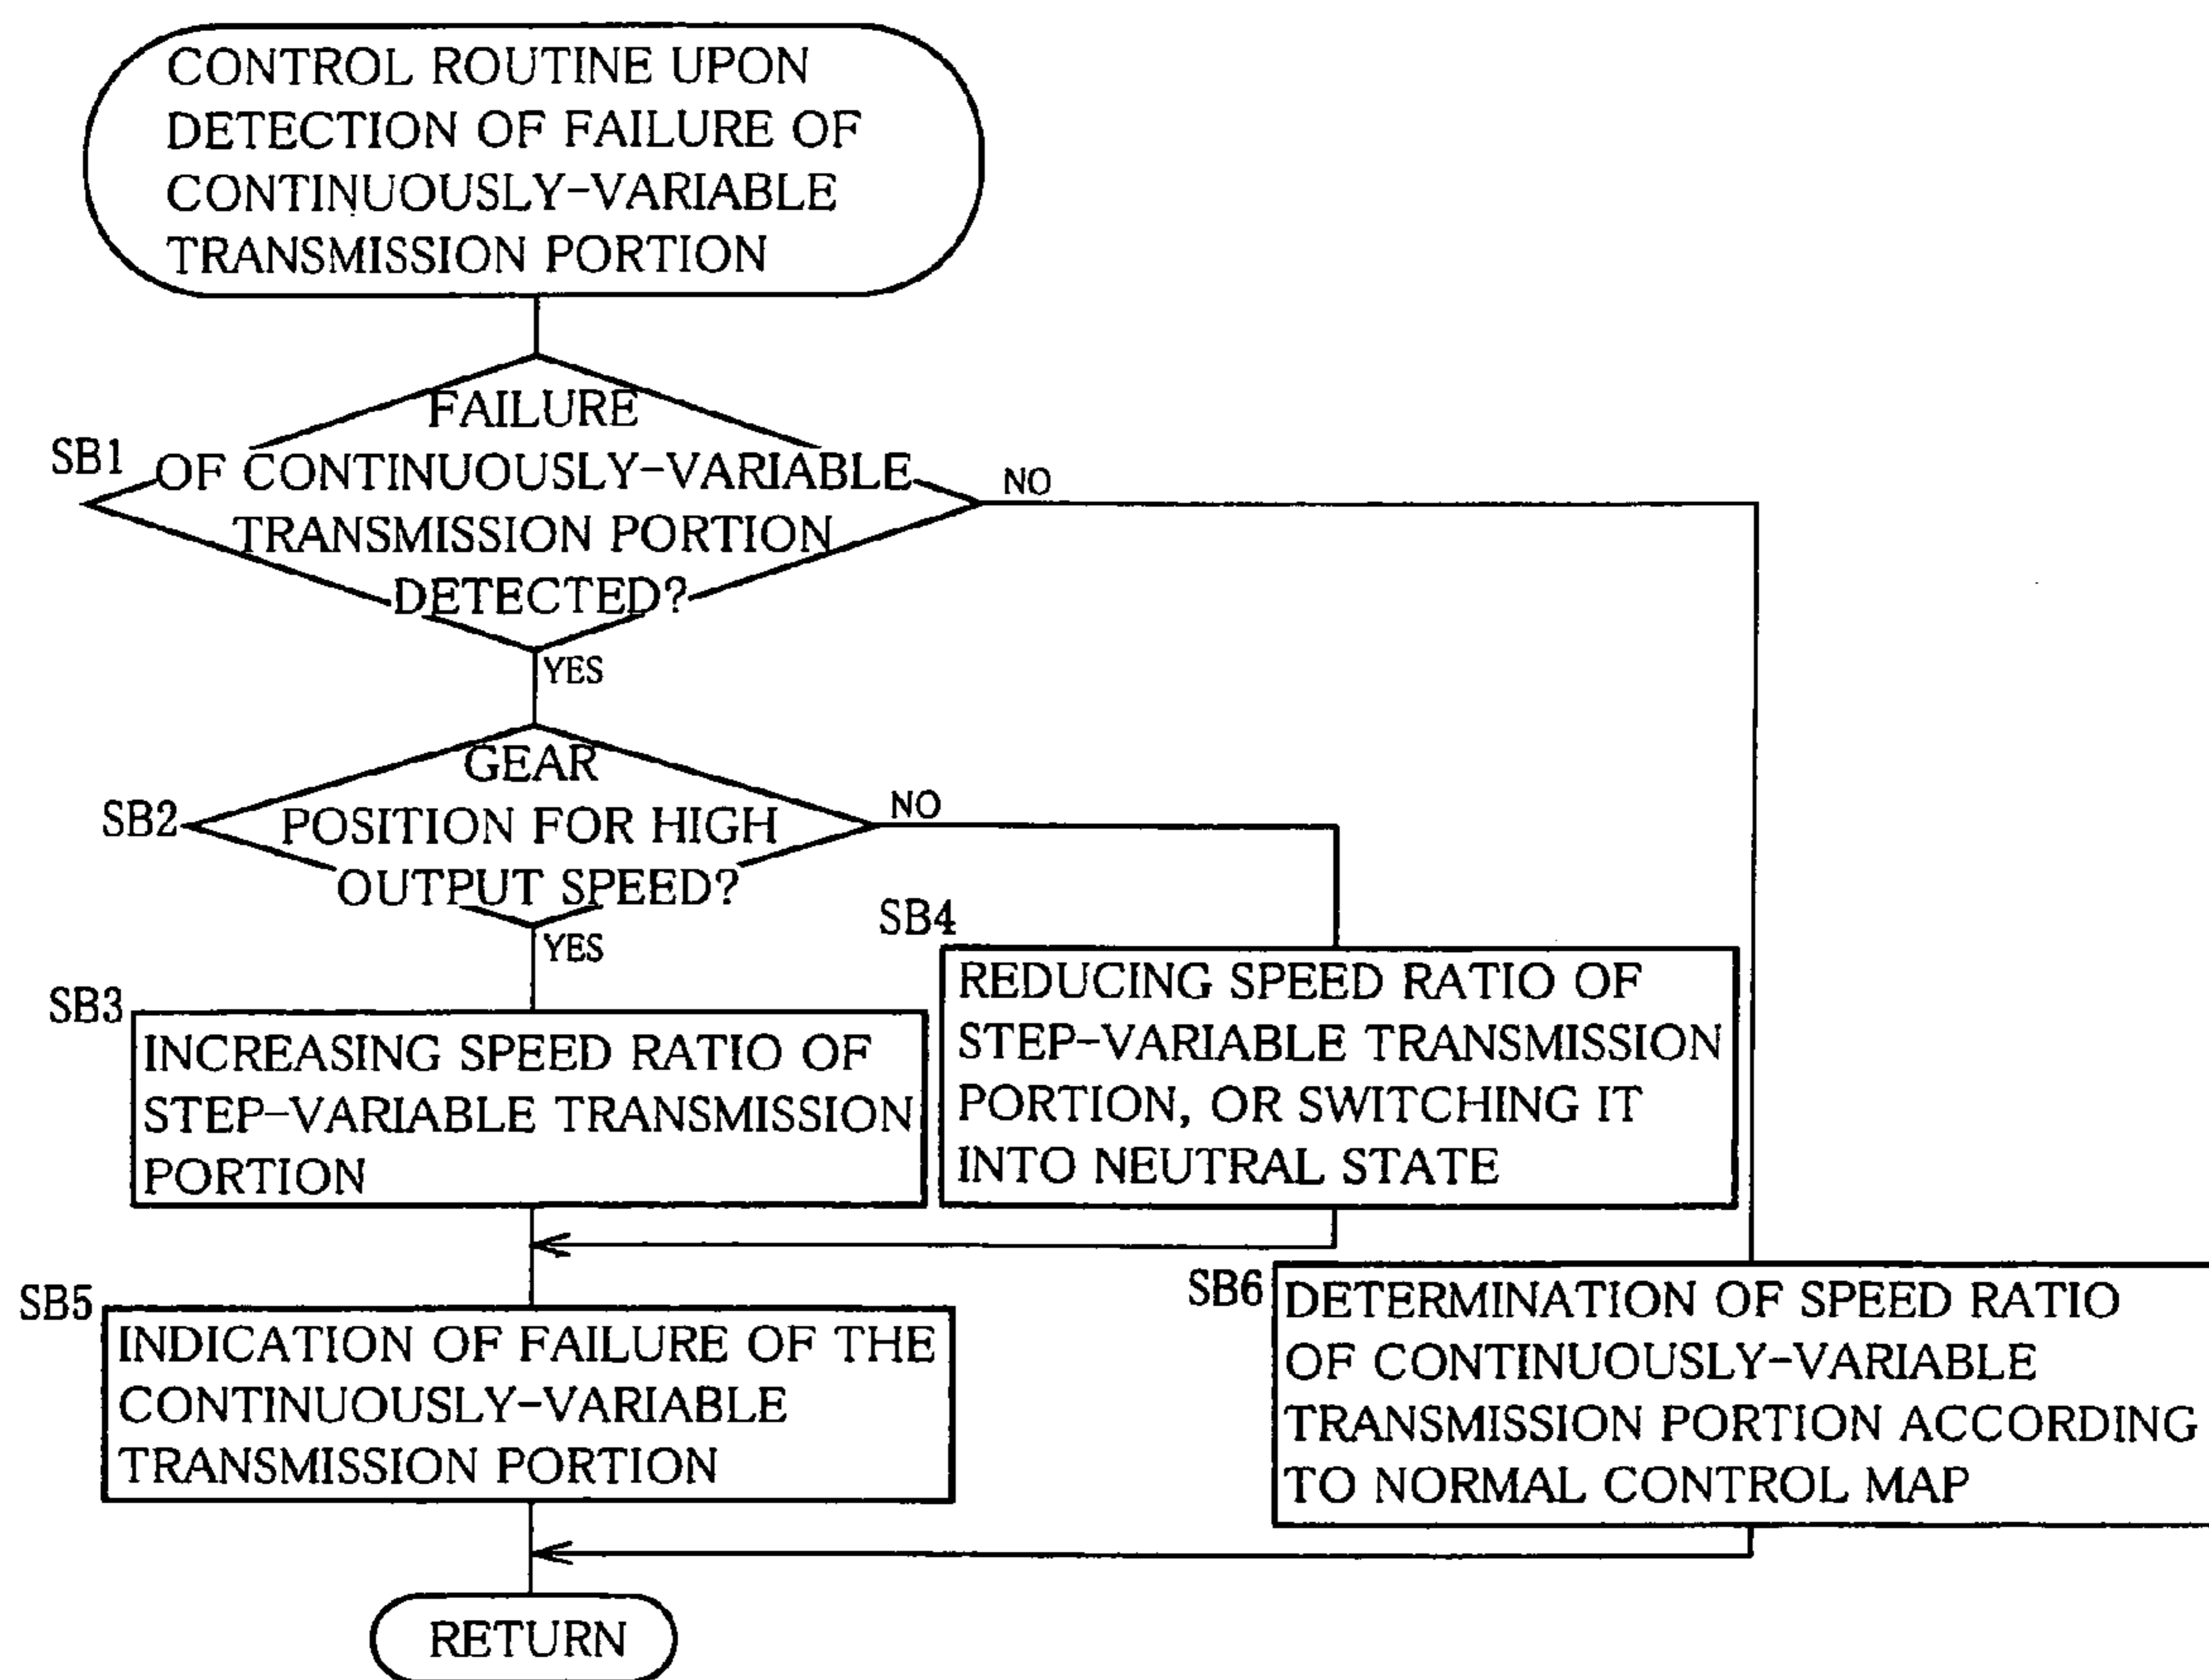 CONTROL ROUTINE UPON
DETECTION OF FAILURE OF
CONTINUOUSLY-VARIABLE
TRANSMISSION PORTION
SB1
FAILURE
OF CONTINUOUSLY-VARIABLE
TRANSMISSION PORTION
DETECTED?
NO
YES
SB2
GEAR
POSITION FOR HIGH
OUTPUT SPEED?
NO
YES
SB3
INCREASING SPEED RATIO OF
STEP-VARIABLE TRANSMISSION
PORTION
SB4
REDUCING SPEED RATIO OF
STEP-VARIABLE TRANSMISSION
PORTION, OR SWITCHING IT
INTO NEUTRAL STATE
SB5
INDICATION OF FAILURE OF THE
CONTINUOUSLY-VARIABLE
TRANSMISSION PORTION
SB6
DETERMINATION OF SPEED RATIO
OF CONTINUOUSLY-VARIABLE
TRANSMISSION PORTION ACCORDING
TO NORMAL CONTROL MAP
RETURN